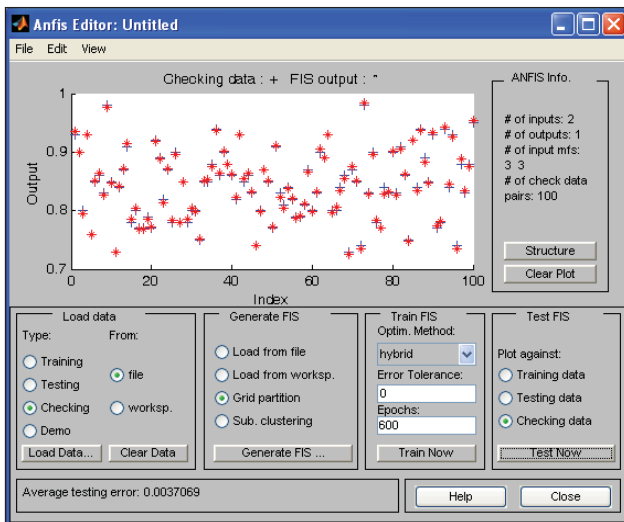 Anfis Editor: Untitled
File Edit View
Checking data : + FIS output : *
1
0.9
0.8
0.7
Output
0 20 40 60 80 100
Index
ANFIS Info.
# of inputs: 2
# of outputs: 1
# of input mfs:
3 3
# of check data
pairs: 100
Structure
Clear Plot
Load data
Type: From:
Training
Testing
Checking
Demo
file
worksp.
Load Data... Clear Data
Generate FIS
Load from file
Load from worksp.
Grid partition
Sub. clustering
Generate FIS ...
Train FIS
Optim. Method:
hybrid
Error Tolerance:
0
Epochs:
600
Train Now
Test FIS
Plot against:
Training data
Testing data
Checking data
Test Now
Average testing error: 0.0037069
Help Close